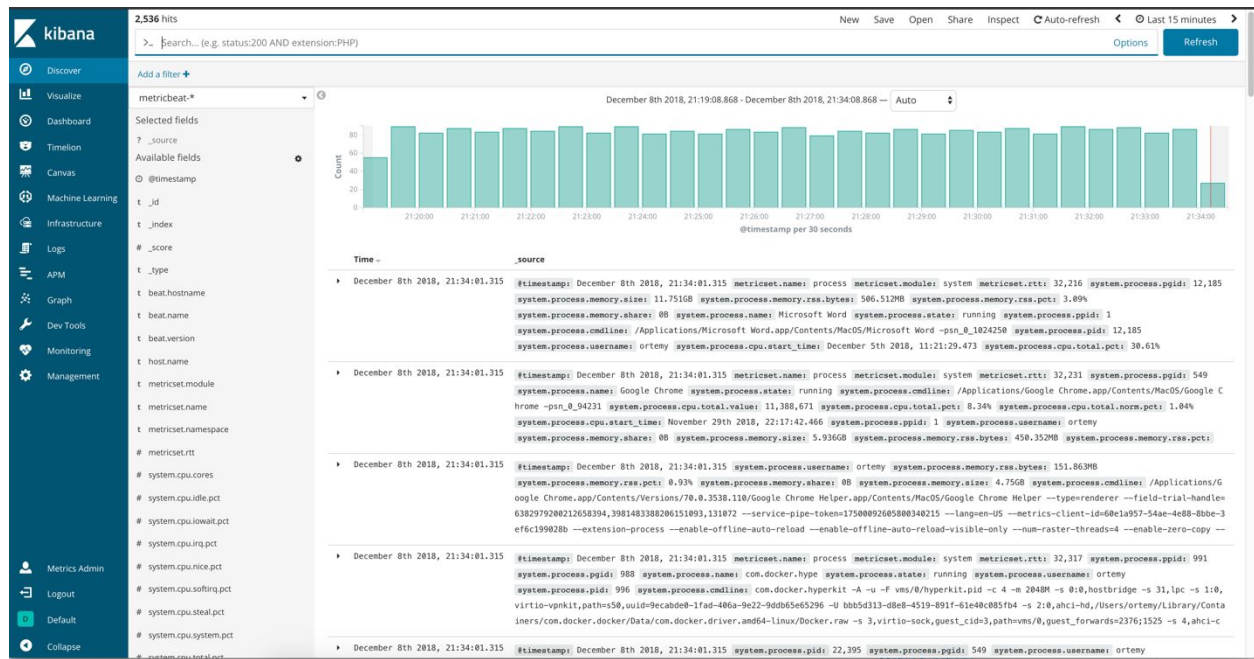 kibana
Discover
Visualize
Dashboard
Timelion
Canvas
Machine Learning
Infrastructure
Logs
APM
Graph
Dev Tools
Monitoring
Management
Metrics Admin
Logout
D Default
Collapse
2,536 hits
New Save Open Share Inspect Auto-refresh Last 15 minutes
>_ Search... (e.g. status:200 AND extension:PHP) Options Refresh
Add a filter +
metricbeat-*
Selected fields
? _source
Available fields
@timestamp
t _id
t _index
# _score
t _type
t beat.hostname
t beat.name
t beat.version
t host.name
t metricset.module
t metricset.name
t metricset.namespace
# metricset.rtt
# system.cpu.cores
# system.cpu.idle.pct
# system.cpu.iowait.pct
# system.cpu.irq.pct
# system.cpu.nice.pct
# system.cpu.softirq.pct
# system.cpu.steal.pct
# system.cpu.system.pct
# system.cpu.total.pct
December 8th 2018, 21:19:08.868 - December 8th 2018, 21:34:08.868 — Auto
Count
80
60
40
20
0
21:20:00 21:21:00 21:22:00 21:23:00 21:24:00 21:25:00 21:26:00 21:27:00 21:28:00 21:29:00 21:30:00 21:31:00 21:32:00 21:33:00 21:34:00
@timestamp per 30 seconds
Time _source
December 8th 2018, 21:34:01.315 @timestamp: December 8th 2018, 21:34:01.315 metricset.name: process metricset.module: system metricset.rtt: 32,216 system.process.pgid: 12,185
system.process.memory.size: 11.751GB system.process.memory.rss.bytes: 506.512MB system.process.memory.rss.pct: 3.09%
system.process.memory.share: 0B system.process.name: Microsoft Word system.process.state: running system.process.ppid: 1
system.process.cmdline: /Applications/Microsoft Word.app/Contents/MacOS/Microsoft Word -psn_0_1024250 system.process.pid: 12,185
system.process.username: ortemy system.process.cpu.start_time: December 5th 2018, 11:21:29.473 system.process.cpu.total.pct: 30.61%
December 8th 2018, 21:34:01.315 @timestamp: December 8th 2018, 21:34:01.315 metricset.name: process metricset.module: system metricset.rtt: 32,231 system.process.pgid: 549
system.process.name: Google Chrome system.process.state: running system.process.cmdline: /Applications/Google Chrome.app/Contents/MacOS/Google C
hrome -psn_0_94231 system.process.cpu.total.value: 11,388,671 system.process.cpu.total.pct: 8.34% system.process.cpu.total.norm.pct: 1.04%
system.process.cpu.start_time: November 29th 2018, 22:17:42.466 system.process.ppid: 1 system.process.username: ortemy
system.process.memory.share: 0B system.process.memory.size: 5.936GB system.process.memory.rss.bytes: 450.352MB system.process.memory.rss.pct:
December 8th 2018, 21:34:01.315 @timestamp: December 8th 2018, 21:34:01.315 system.process.username: ortemy system.process.memory.rss.bytes: 151.863MB
system.process.memory.rss.pct: 0.93% system.process.memory.share: 0B system.process.memory.size: 4.75GB system.process.cmdline: /Applications/G
oogle Chrome.app/Contents/Versions/70.0.3538.110/Google Chrome Helper.app/Contents/MacOS/Google Chrome Helper --type=renderer --field-trial-handle=
6382979200212658394,3981483388206151093,131072 --service-pipe-token=17500092605800340215 --lang=en-US --metrics-client-id=60e1a957-54ae-4e88-8bbe-3
ef6c199028b --extension-process --enable-offline-auto-reload --enable-offline-auto-reload-visible-only --num-raster-threads=4 --enable-zero-copy --
December 8th 2018, 21:34:01.315 @timestamp: December 8th 2018, 21:34:01.315 metricset.name: process metricset.module: system metricset.rtt: 32,317 system.process.ppid: 991
system.process.pgid: 988 system.process.name: com.docker.hype system.process.state: running system.process.username: ortemy
system.process.pid: 996 system.process.cmdline: com.docker.hyperkit -A -u -F vms/0/hyperkit.pid -c 4 -m 2048M -s 0:0,hostbridge -s 31,lpc -s 1:0,
virtio-vpnkit,path=s50,uuid=9ecabde0-1fad-406a-9e22-9ddb65e65296 -U bbb5d313-d8e8-4519-891f-61e40c085fb4 -s 2:0,ahci-hd,/Users/ortemy/Library/Conta
iners/com.docker.docker/Data/com.docker.driver.amd64-linux/Docker.raw -s 3,virtio-sock,guest_cid=3,path=vms/0,guest_forwards=2376;1525 -s 4,ahci-c
December 8th 2018, 21:34:01.315 @timestamp: December 8th 2018, 21:34:01.315 system.process.pid: 22,395 system.process.pgid: 549 system.process.username: ortemy